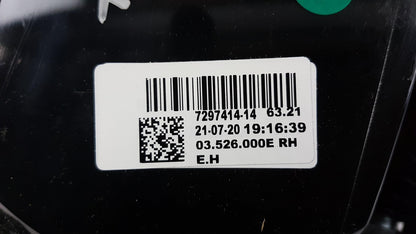 7297414-14 63.21
21-07-20 19:16:39
03.526.000E RH
E.H